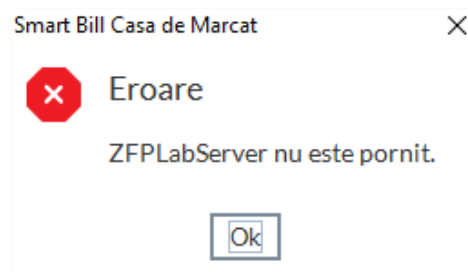 Smart Bill Casa de Marcat
Eroare
ZFPLabServer nu este pornit.
Ok